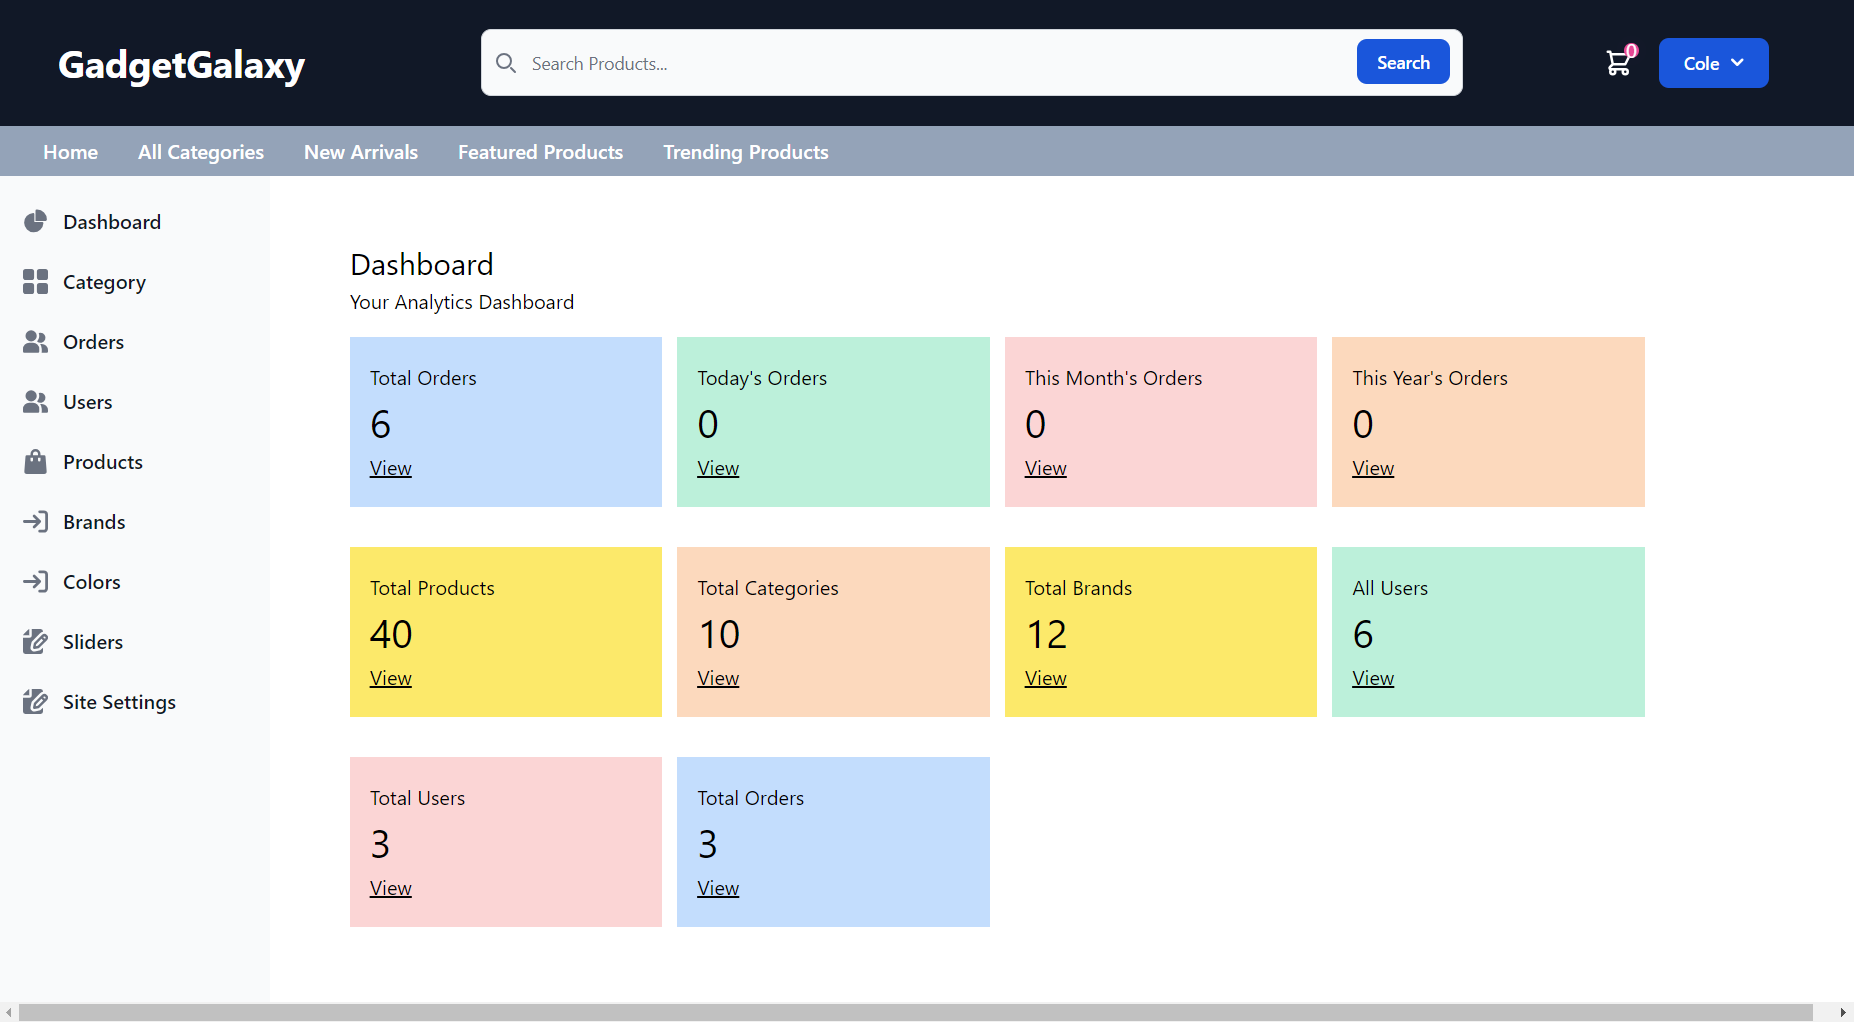 GadgetGalaxy
Search Products...
Search
0
Cole
Home
All Categories
New Arrivals
Featured Products
Trending Products
Dashboard
Category
Orders
Users
Products
Brands
Colors
Sliders
Site Settings
Dashboard
Your Analytics Dashboard
Total Orders
6
View
Today's Orders
0
View
This Month's Orders
0
View
This Year's Orders
0
View
Total Products
40
View
Total Categories
10
View
Total Brands
12
View
All Users
6
View
Total Users
3
View
Total Orders
3
View